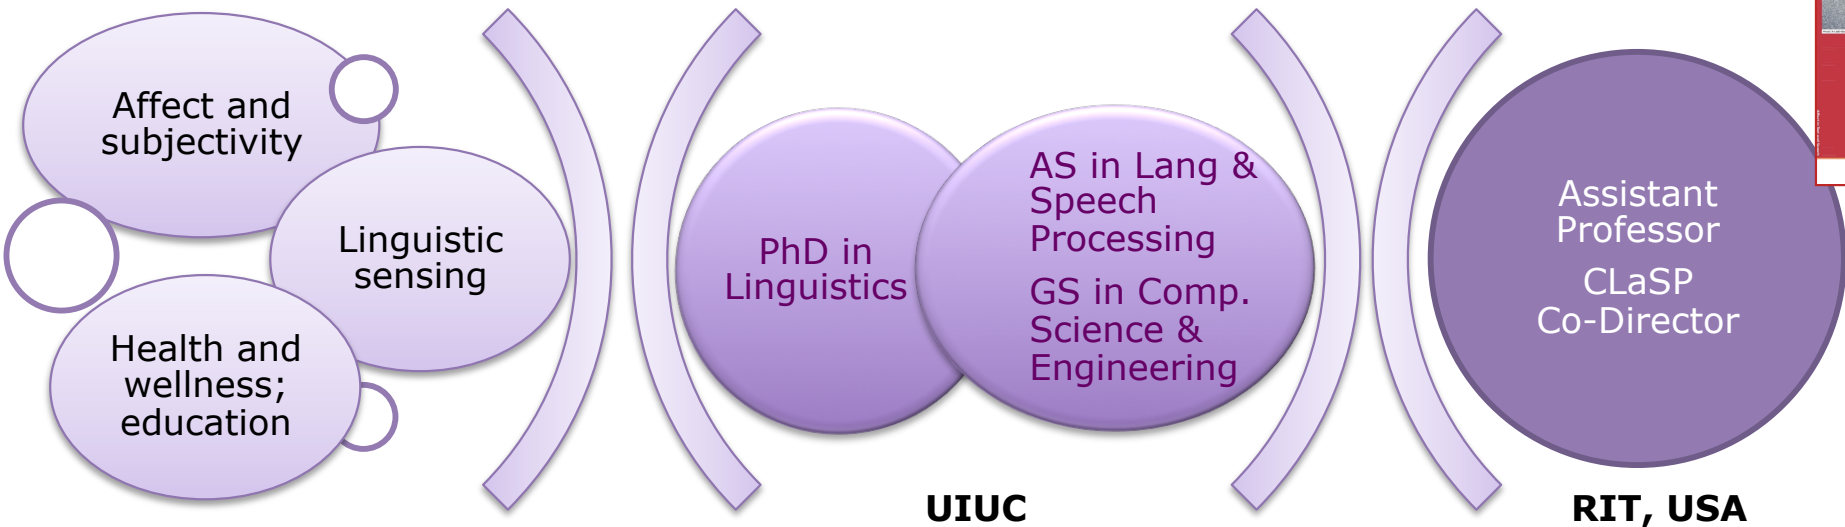 Affect and
subjectivity
Linguistic
sensing
Health and
wellness;
education
PhD in
Linguistics
AS in Lang &
Speech
Processing
GS in Comp.
Science &
Engineering
UIUC
Assistant
Professor
CLaSP
Co-Director
RIT, USA